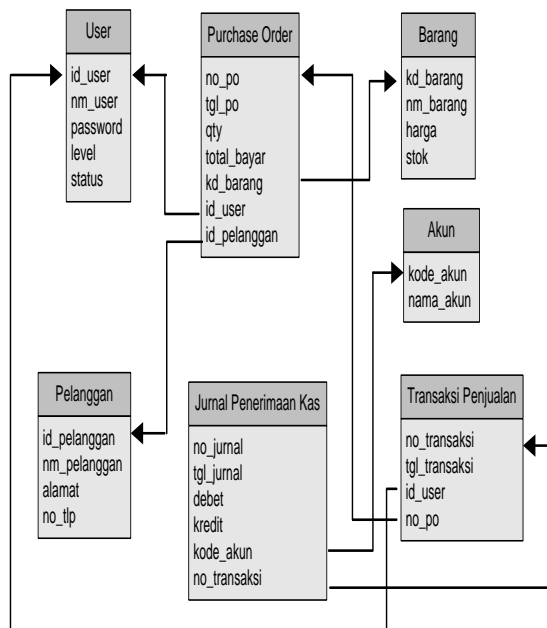 User
id_user
nm_user
password
level
status
Purchase Order
no_po
tgl_po
qty
total_bayar
kd_barang
id_user
id_pelanggan
Barang
kd_barang
nm_barang
harga
stok
Akun
kode_akun
nama_akun
Pelanggan
id_pelanggan
nm_pelanggan
alamat
no_tlp
Jurnal Penerimaan Kas
no_jurnal
tgl_jurnal
debet
kredit
kode_akun
no_transaksi
Transaksi Penjualan
no_transaksi
tgl_transaksi
id_user
no_po